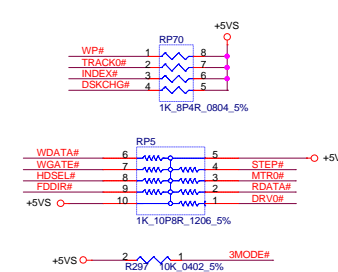 +5VS
RP70
WP# 1 8
TRACK0# 2 7
INDEX# 3 6
DSKCHG# 4 5
1K_8P4R_0804_5%
RP5
WDATA# 6 5 +5V
WGATE# 7 4 STEP#
HDSEL# 8 3 MTR0#
FDDIR# 9 2 RDATA#
+5VS 10 1 DRV0#
1K_10P8R_1206_5%
+5VS 2 1 3MODE#
R297 10K_0402_5%